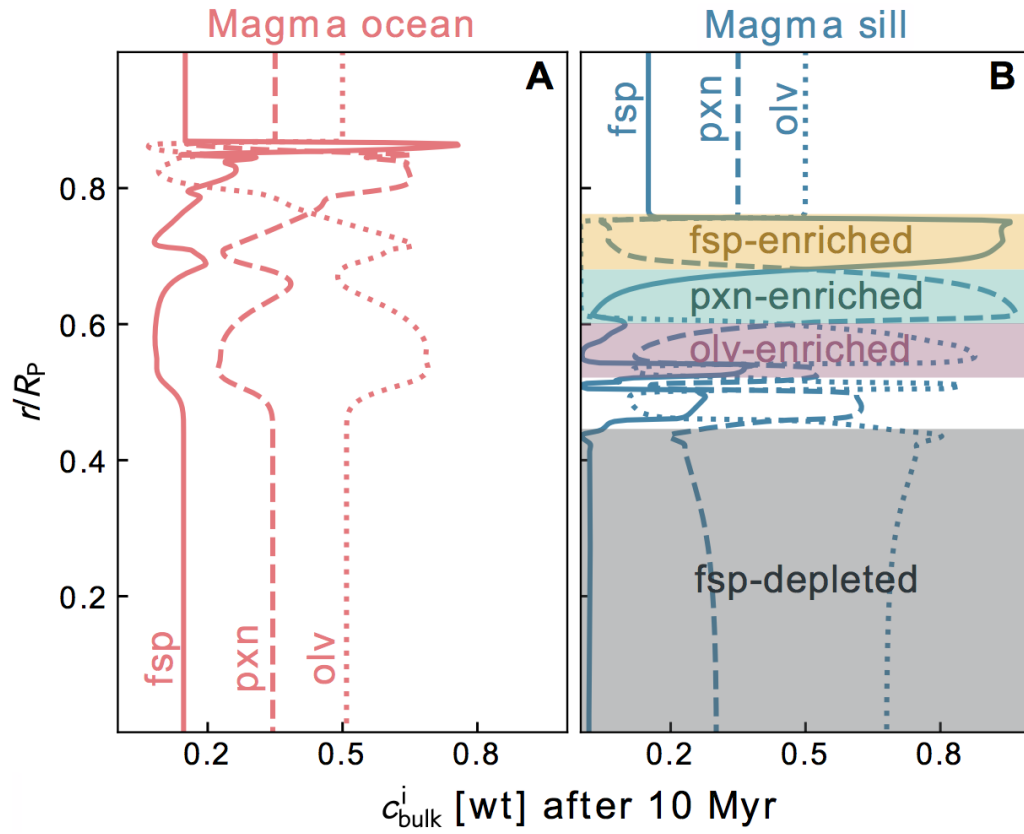 Magma ocean
Magma sill
A
B
fsp
pxn
olv
0.8
0.6
0.4
0.2
r/R_P
fsp-enriched
pxn-enriched
olv-enriched
fsp-depleted
fsp
pxn
olv
0.2
0.5
0.8
0.2
0.5
0.8
c^i_bulk [wt] after 10 Myr